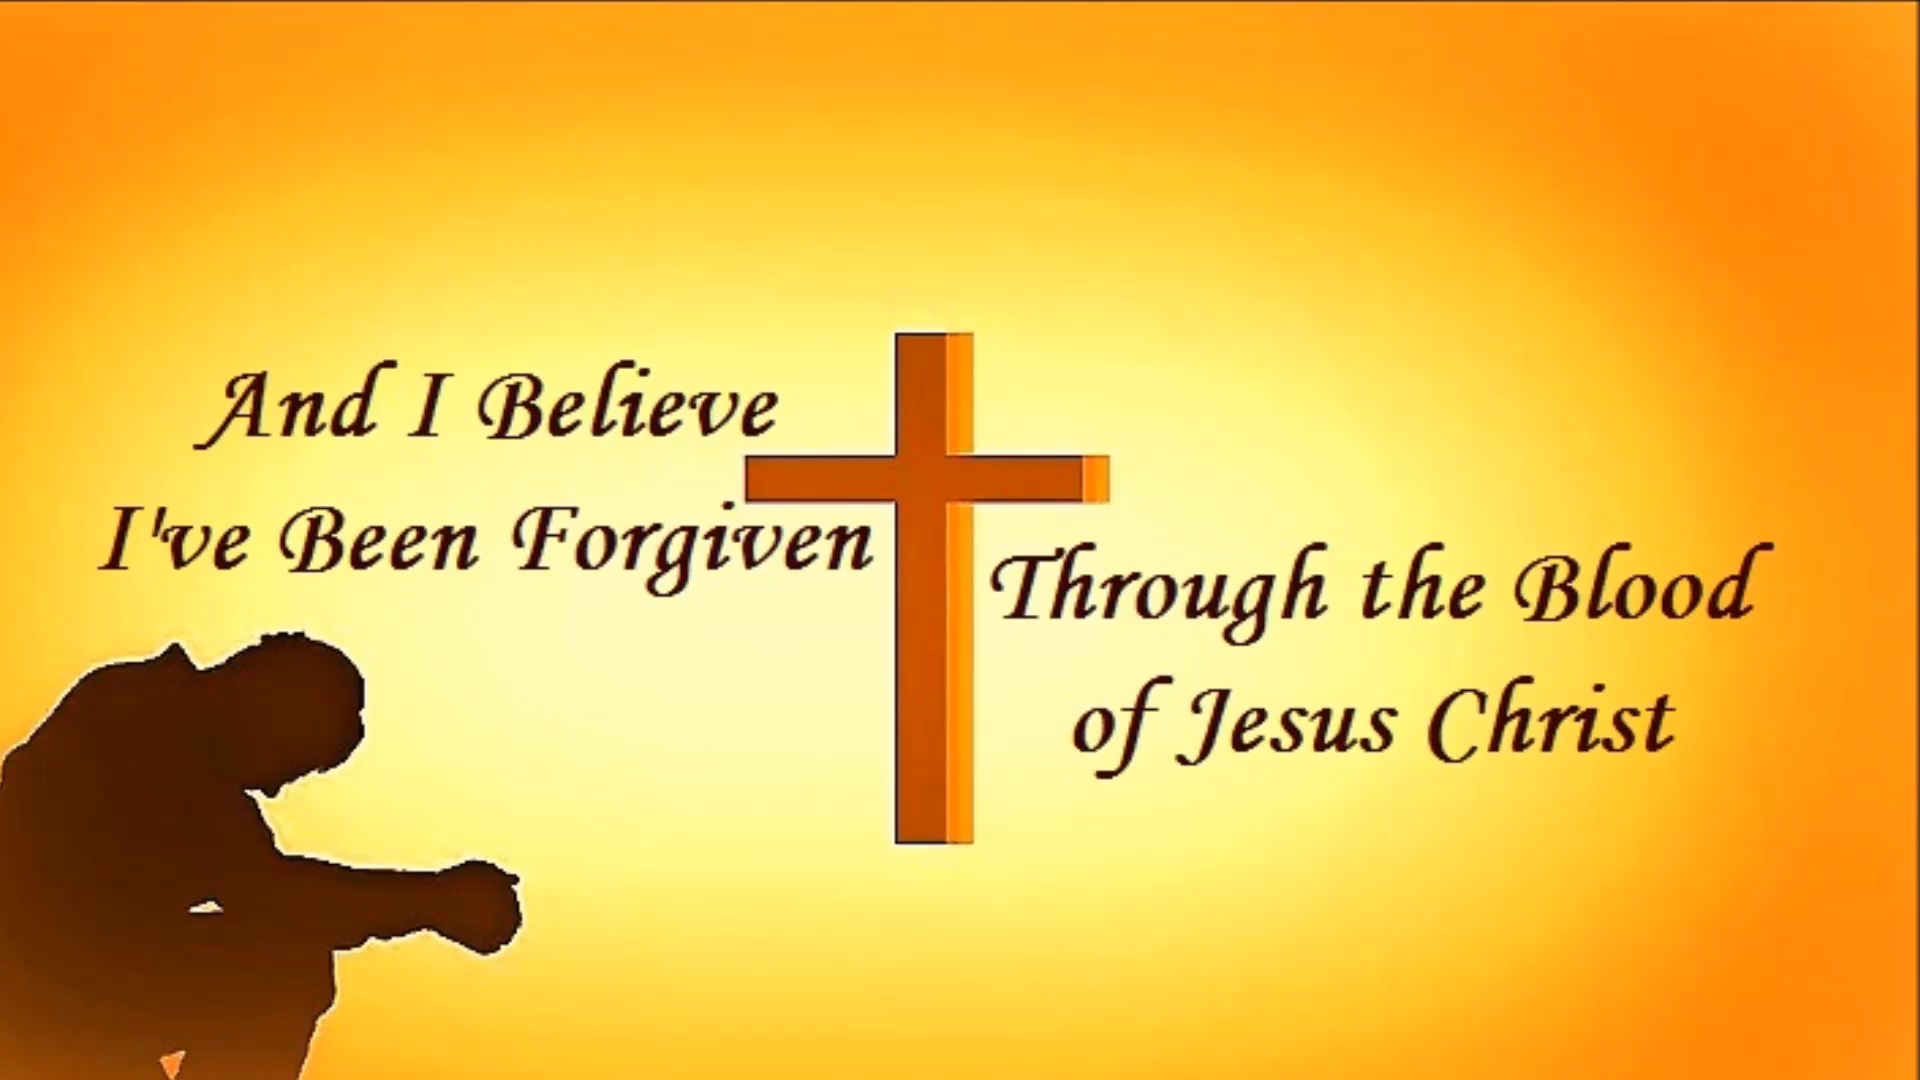 And I Believe
I've Been Forgiven
Through the Blood
of Jesus Christ